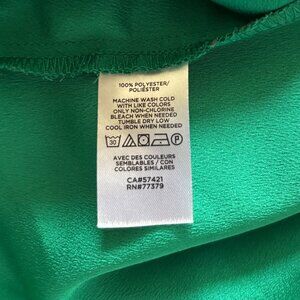 100% POLYESTER/
POLIÉSTER
MACHINE WASH COLD
WITH LIKE COLORS
ONLY NON-CHLORINE
BLEACH WHEN NEEDED
TUMBLE DRY LOW
COOL IRON WHEN NEEDED
30
AVEC DES COULEURS
SEMBLABLES / CON
COLORES SIMILARES
CA#57421
RN#77379